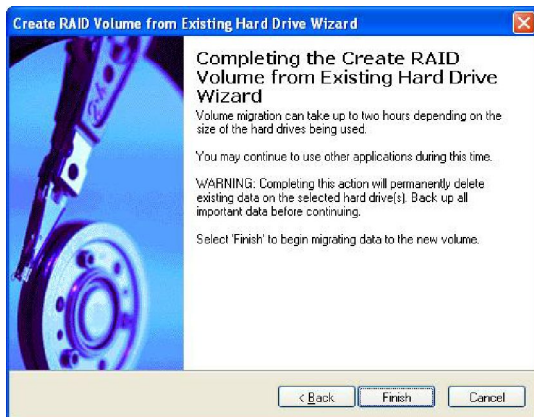 Create RAID Volume from Existing Hard Drive Wizard
Completing the Create RAID
Volume from Existing Hard Drive
Wizard
Volume migration can take up to two hours depending on the
size of the hard drives being used.
You may continue to use other applications during this time.
WARNING: Completing this action will permanently delete
existing data on the selected hard drive(s). Back up all
important data before continuing.
Select 'Finish' to begin migrating data to the new volume.
< Back
Finish
Cancel